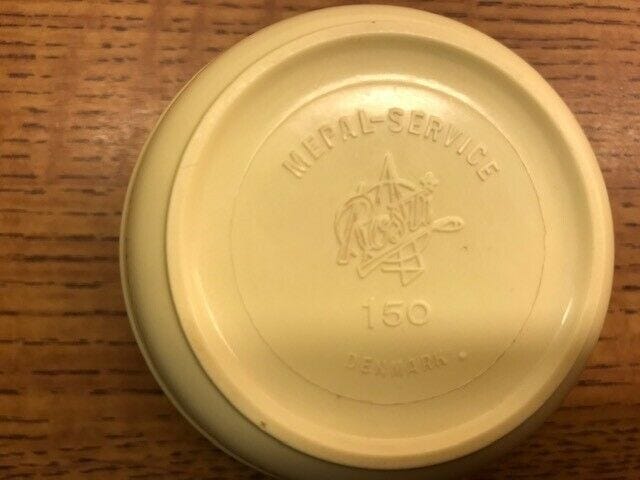 MEPAL-SERVICE
Rosti
150
DENMARK